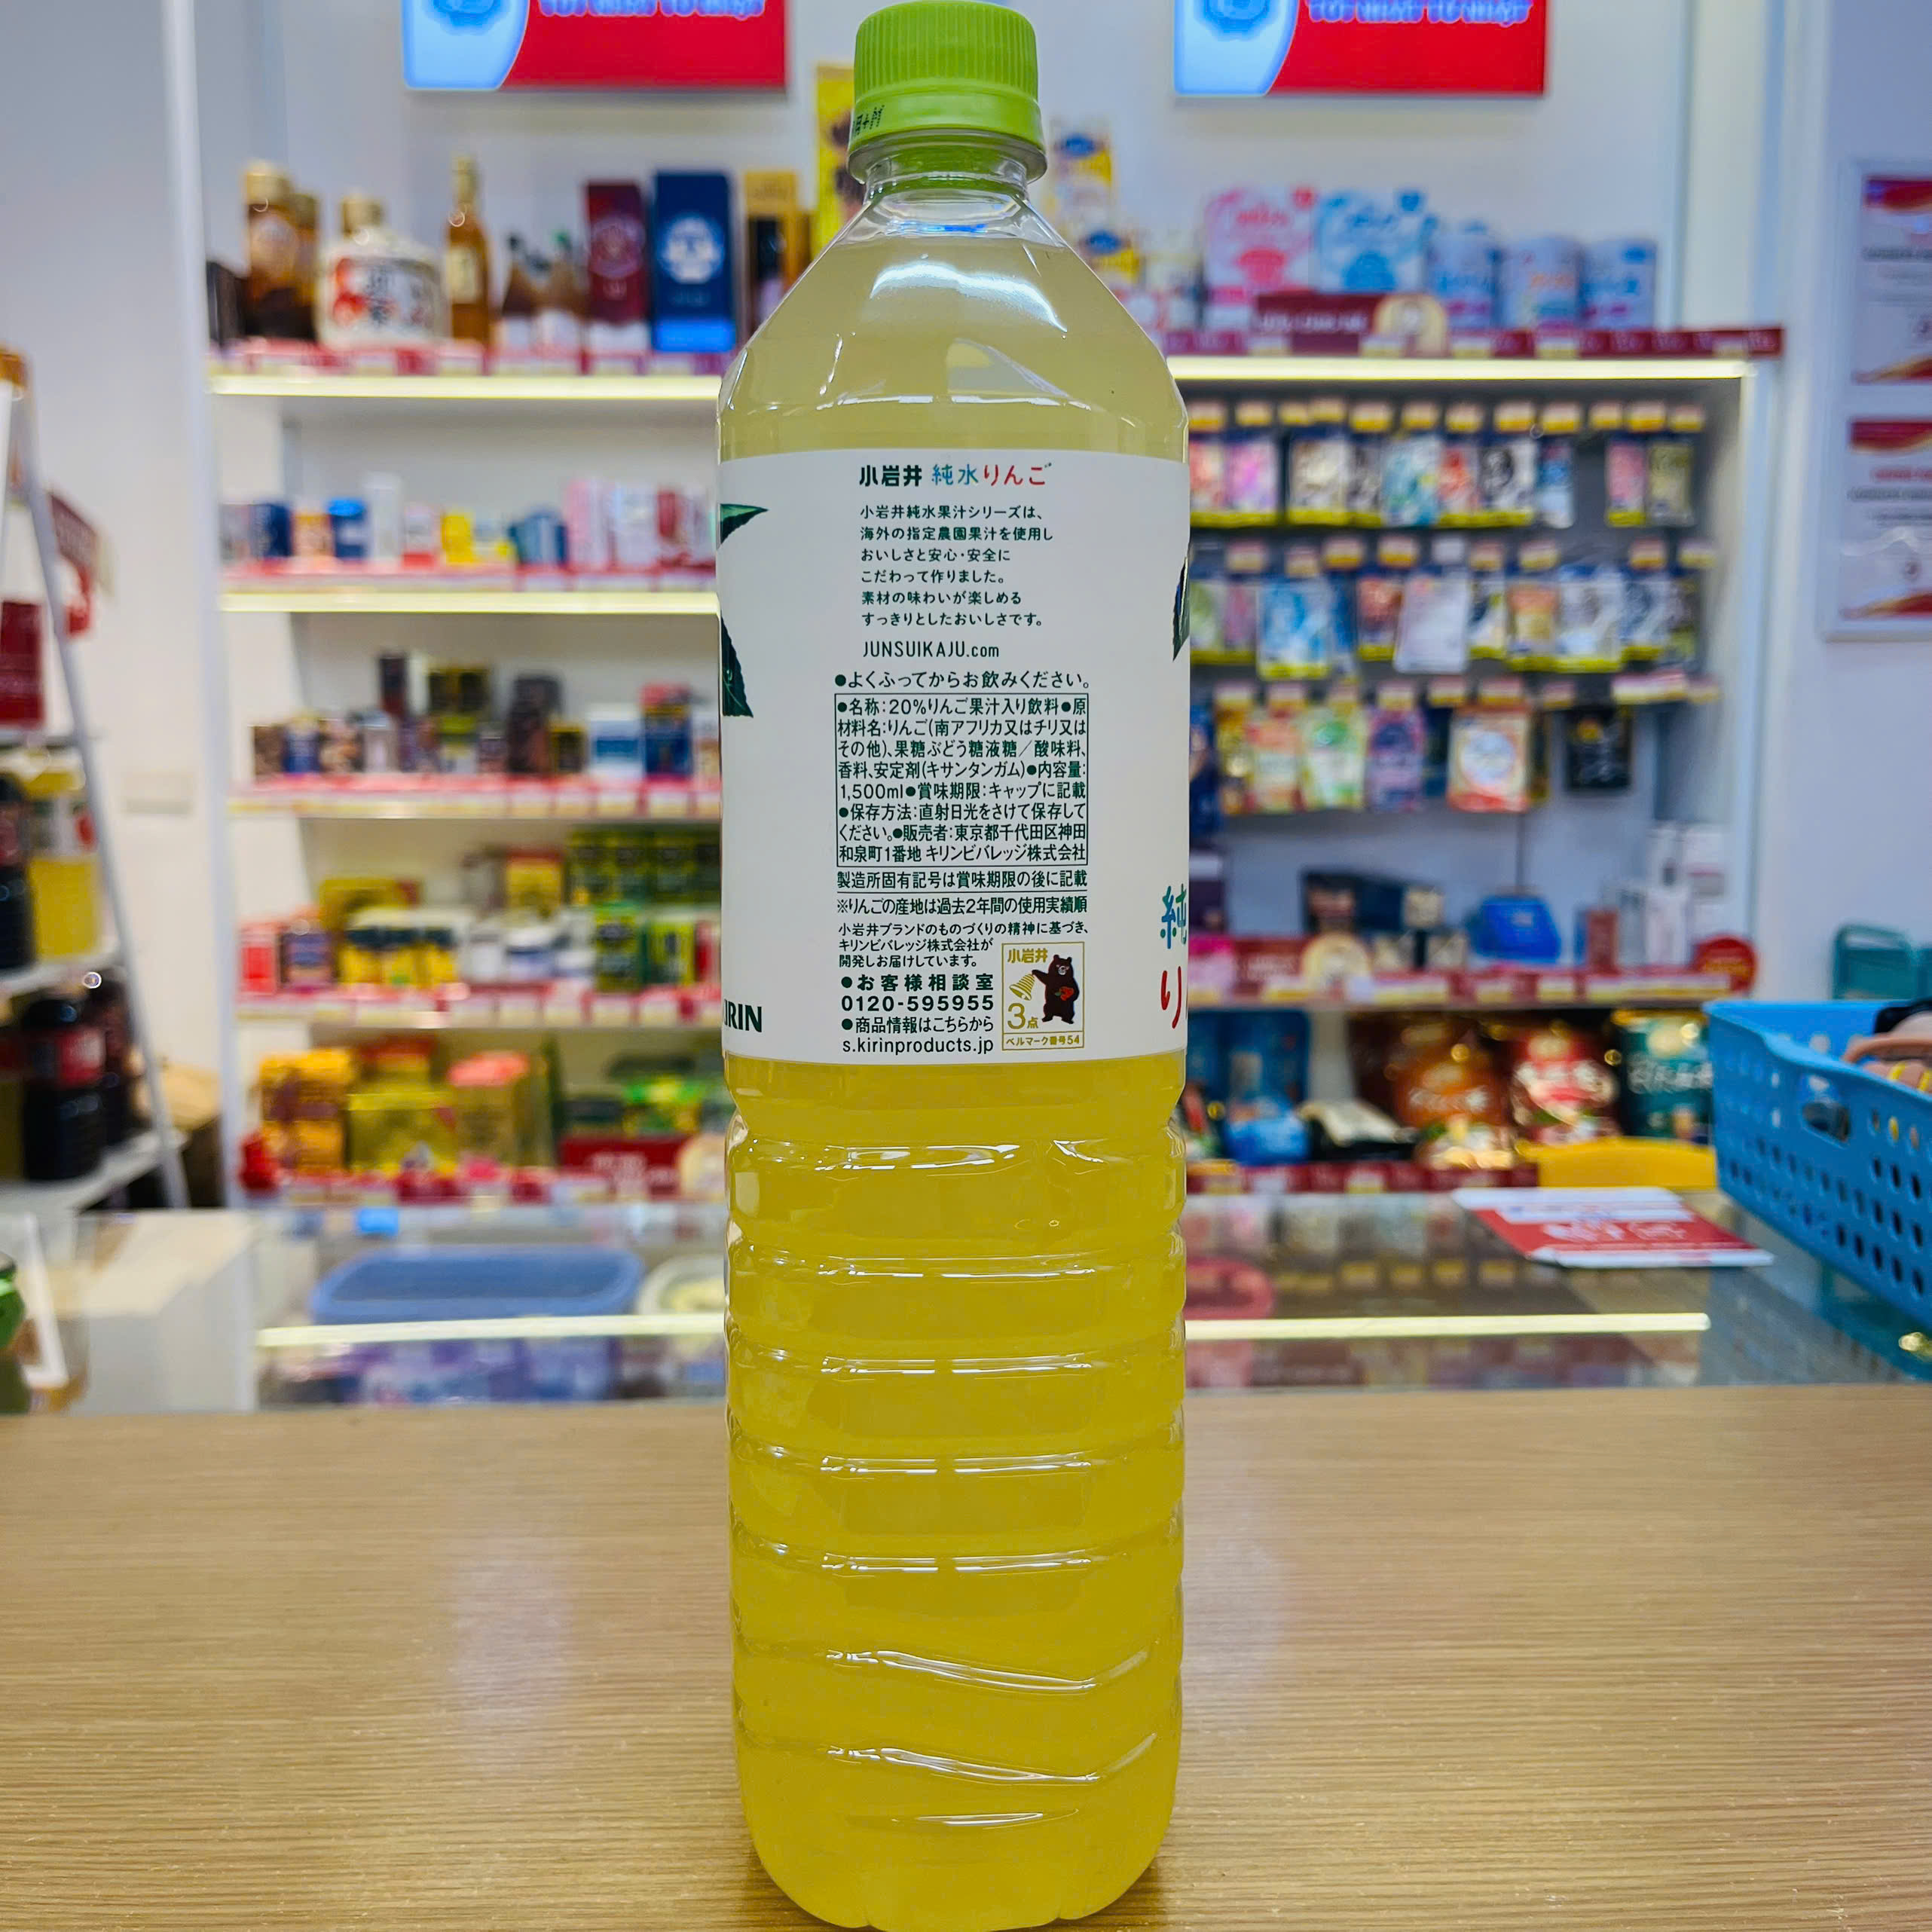 小岩井 純水りんご
小岩井純水果汁シリーズは、
海外の指定農園果汁を使用し
おいしさと安心・安全に
こだわって作りました。
素材の味わいが楽しめる
すっきりとしたおいしさです。
JUNSUIKAJU.com
●よくふってからお飲みください。
●名称:20%りんご果汁入り飲料●原
材料名:りんご(南アフリカ又はチリ又は
その他)、果糖ぶどう糖液糖/酸味料、
香料、安定剤(キサンタンガム)●内容量:
1,500ml●賞味期限:キャップに記載
●保存方法:直射日光をさけて保存して
ください。●販売者:東京都千代田区神田
和泉町1番地 キリンビバレッジ株式会社
製造所固有記号は賞味期限の後に記載
※りんごの産地は過去2年間の使用実績順
小岩井ブランドのものづくりの精神に基づき、
キリンビバレッジ株式会社が
開発しお届けしています。
●お客様相談室
0120-595955
●商品情報はこちらから
s.kirinproducts.jp
小岩井
3点
ベルマーク番号54
IRIN
純
り